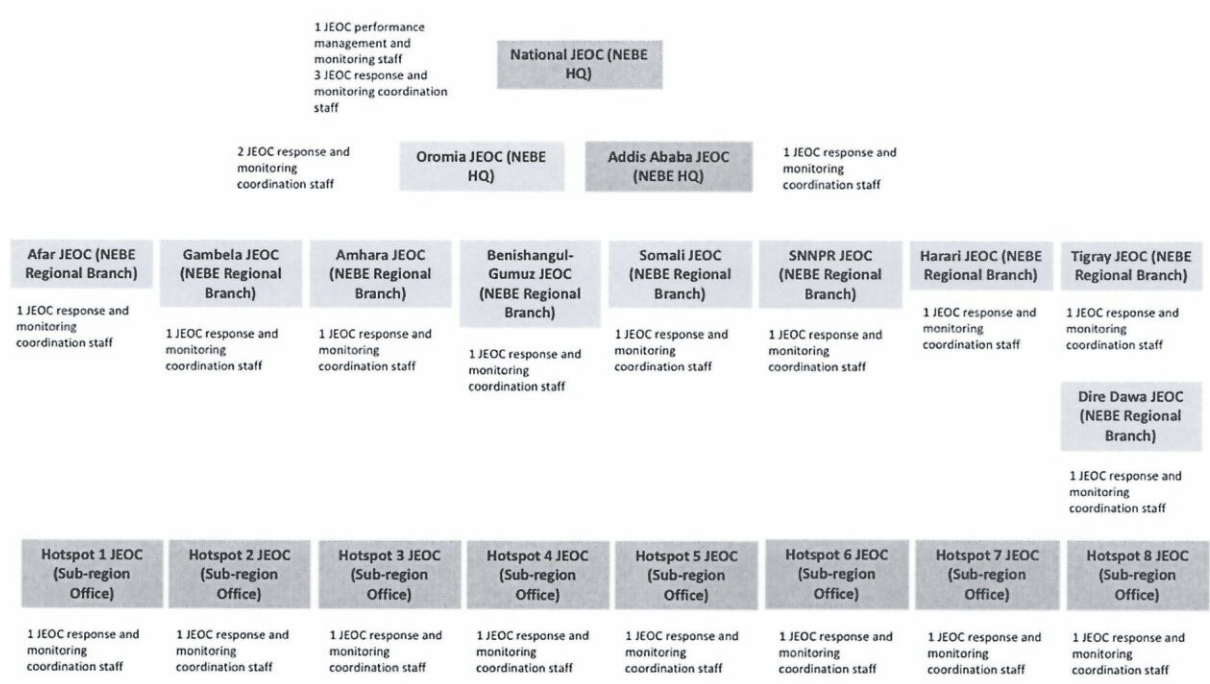 1 JEOC performance
management and
monitoring staff
3 JEOC response and
monitoring coordination
staff
National JEOC (NEBE
HQ)
2 JEOC response and
monitoring
coordination staff
Oromia JEOC (NEBE
HQ)
Addis Ababa JEOC
(NEBE HQ)
1 JEOC response and
monitoring
coordination staff
Afar JEOC (NEBE
Regional Branch)
1 JEOC response and
monitoring
coordination staff
Gambela JEOC
(NEBE Regional
Branch)
1 JEOC response and
monitoring
coordination staff
Amhara JEOC
(NEBE Regional
Branch)
1 JEOC response and
monitoring
coordination staff
Benishangul-
Gumuz JEOC
(NEBE Regional
Branch)
1 JEOC response and
monitoring
coordination staff
Somali JEOC
(NEBE Regional
Branch)
1 JEOC response and
monitoring
coordination staff
SNNPR JEOC
(NEBE Regional
Branch)
1 JEOC response and
monitoring
coordination staff
Harari JEOC (NEBE
Regional Branch)
1 JEOC response and
monitoring
coordination staff
Tigray JEOC (NEBE
Regional Branch)
1 JEOC response and
monitoring
coordination staff
Dire Dawa JEOC
(NEBE Regional
Branch)
1 JEOC response and
monitoring
coordination staff
Hotspot 1 JEOC
(Sub-region
Office)
1 JEOC response and
monitoring
coordination staff
Hotspot 2 JEOC
(Sub-region
Office)
1 JEOC response and
monitoring
coordination staff
Hotspot 3 JEOC
(Sub-region
Office)
1 JEOC response and
monitoring
coordination staff
Hotspot 4 JEOC
(Sub-region
Office)
1 JEOC response and
monitoring
coordination staff
Hotspot 5 JEOC
(Sub-region
Office)
1 JEOC response and
monitoring
coordination staff
Hotspot 6 JEOC
(Sub-region
Office)
1 JEOC response and
monitoring
coordination staff
Hotspot 7 JEOC
(Sub-region
Office)
1 JEOC response and
monitoring
coordination staff
Hotspot 8 JEOC
(Sub-region
Office)
1 JEOC response and
monitoring
coordination staff